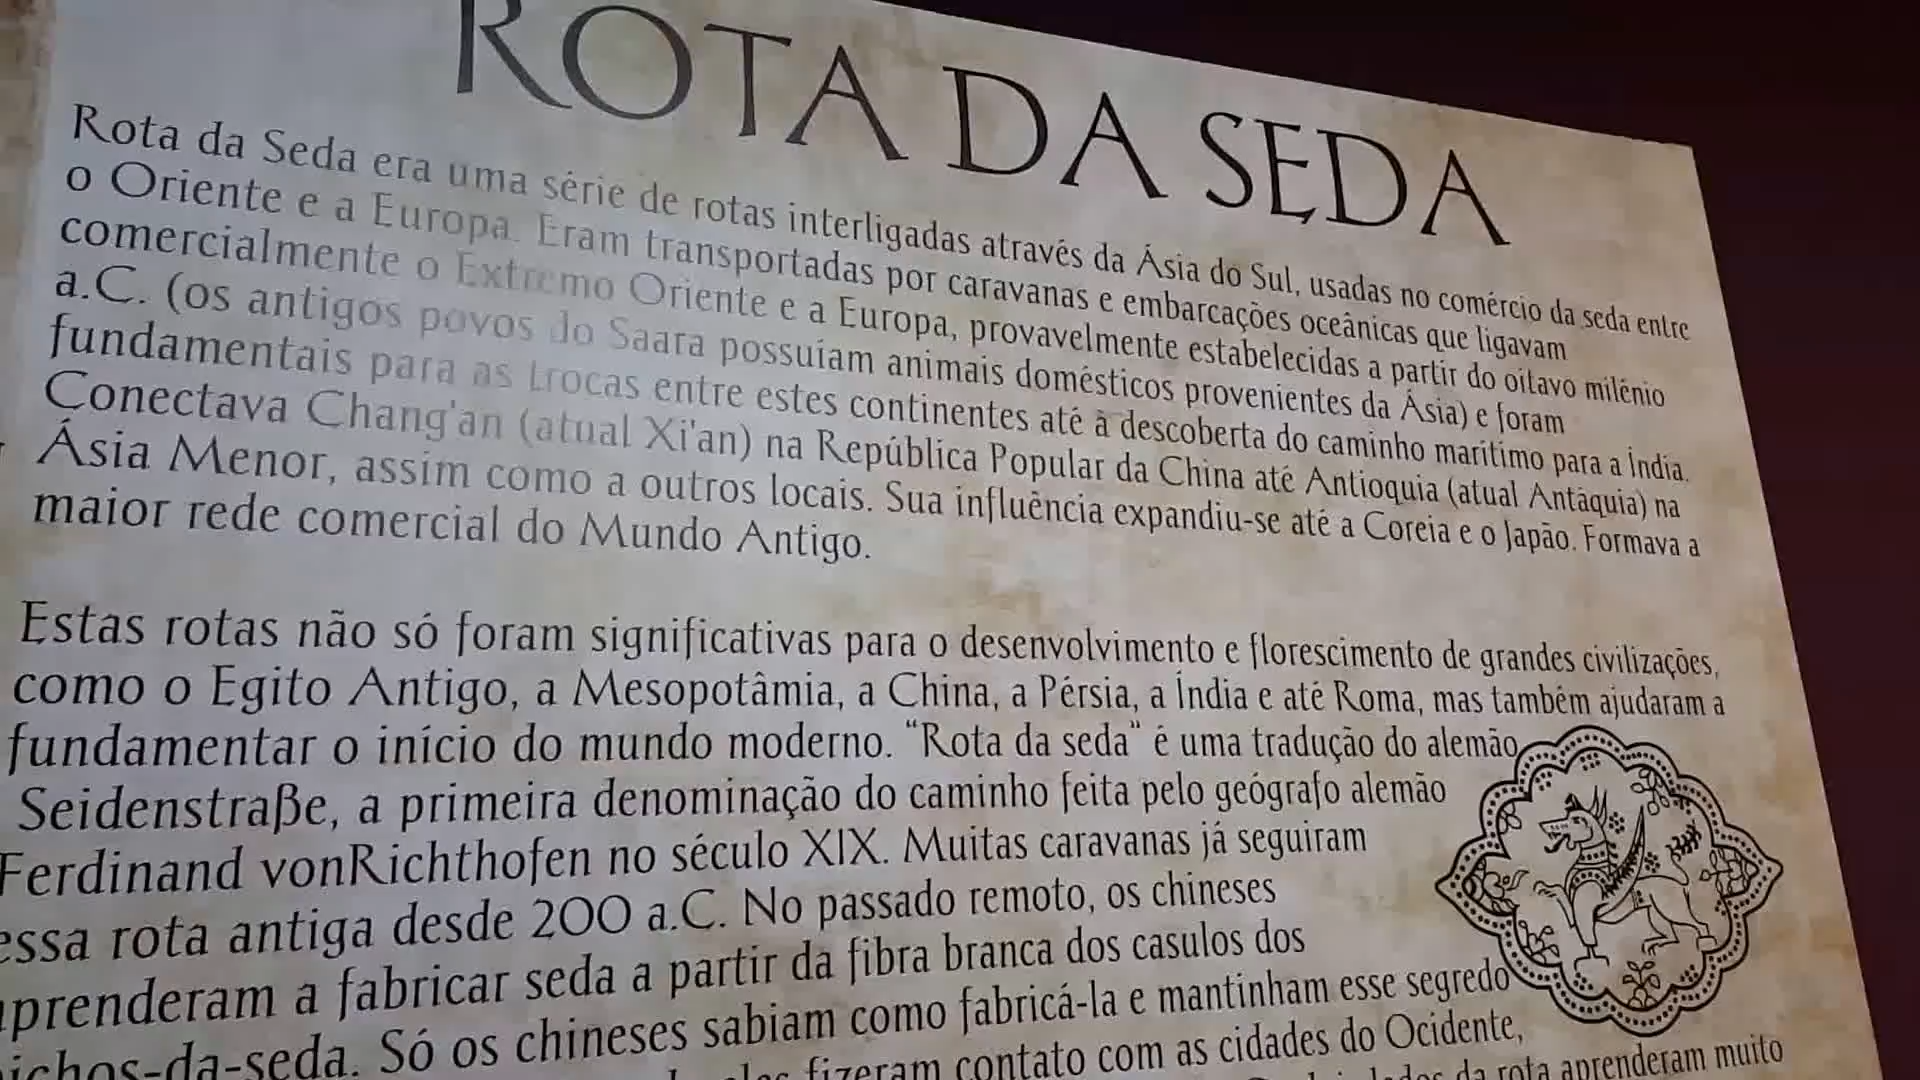 ROTA DA SEDA
Rota da Seda era uma série de rotas interligadas através da Ásia do Sul, usadas no comércio da seda entre
o Oriente e a Europa. Eram transportadas por caravanas e embarcações oceânicas que ligavam
comercialmente o Extremo Oriente e a Europa, provavelmente estabelecidas a partir do oitavo milênio
a.C. (os antigos povos do Saara possuíam animais domésticos provenientes da Ásia) e foram
fundamentais para as trocas entre estes continentes até à descoberta do caminho marítimo para a Índia.
Conectava Chang'an (atual Xi'an) na República Popular da China até Antioquia (atual Antáquia) na
Ásia Menor, assim como a outros locais. Sua influência expandiu-se até a Coreia e o Japão. Formava a
maior rede comercial do Mundo Antigo.
Estas rotas não só foram significativas para o desenvolvimento e florescimento de grandes civilizações,
como o Egito Antigo, a Mesopotâmia, a China, a Pérsia, a Índia e até Roma, mas também ajudaram a
fundamentar o início do mundo moderno. "Rota da seda" é uma tradução do alemão
Seidenstraße, a primeira denominação do caminho feita pelo geógrafo alemão
Ferdinand vonRichthofen no século XIX. Muitas caravanas já seguiram
essa rota antiga desde 200 a.C. No passado remoto, os chineses
aprenderam a fabricar seda a partir da fibra branca dos casulos dos
bichos-da-seda. Só os chineses sabiam como fabricá-la e mantinham esse segredo
fizeram contato com as cidades do Ocidente,
da rota aprenderam muito